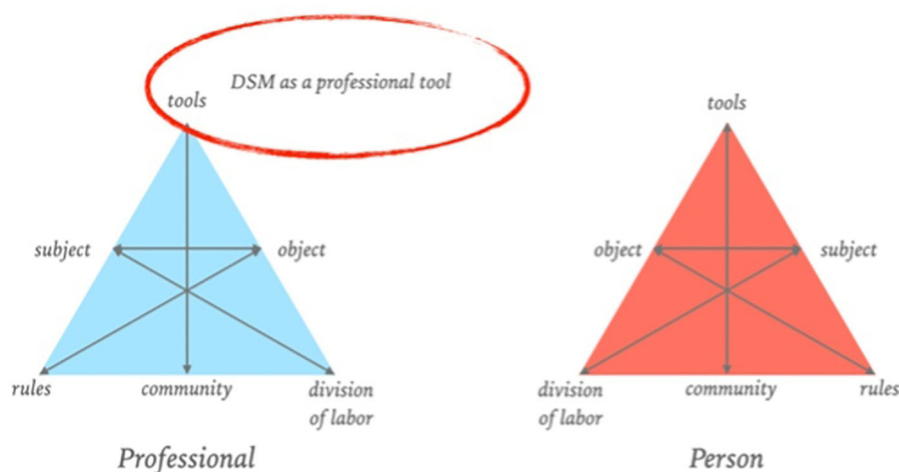 DSM as a professional tool
tools
tools
subject
object
object
subject
rules
community
division
of labor
division
of labor
community
rules
Professional
Person